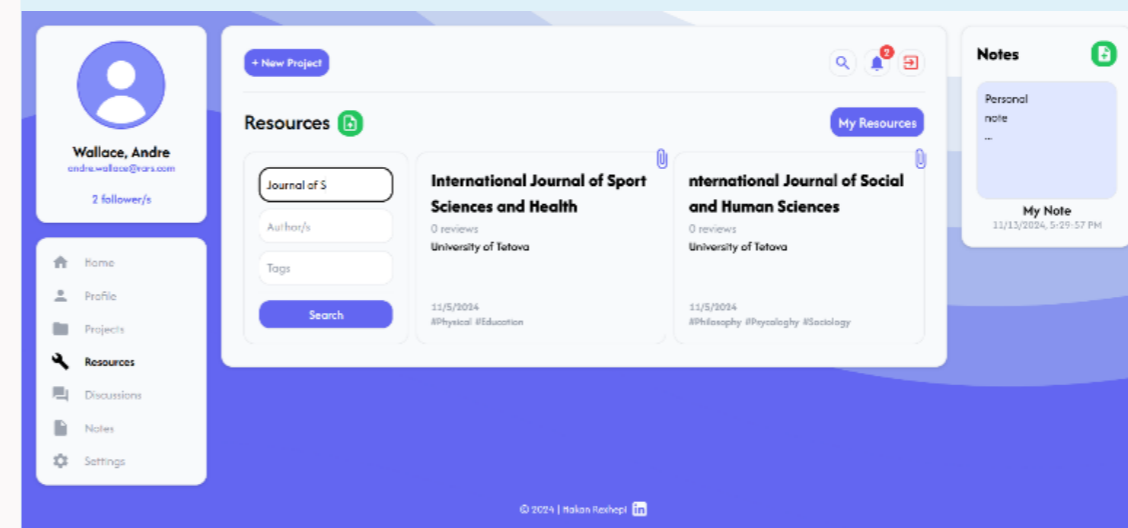 Wallace, Andre
andre.wallace@rars.com
2 follower/s
Home
Profile
Projects
Resources
Discussions
Notes
Settings
+ New Project
2
Resources
My Resources
Journal of S
Author/s
Tags
Search
International Journal of Sport
Sciences and Health
0 reviews
University of Tetova
11/5/2024
#Physical #Education
nternational Journal of Social
and Human Sciences
0 reviews
University of Tetova
11/5/2024
#Philosophy #Psycologhy #Sociology
Notes
Personal
note
...
My Note
11/13/2024, 5:29:57 PM
© 2024 | Hakan Rexhepi in